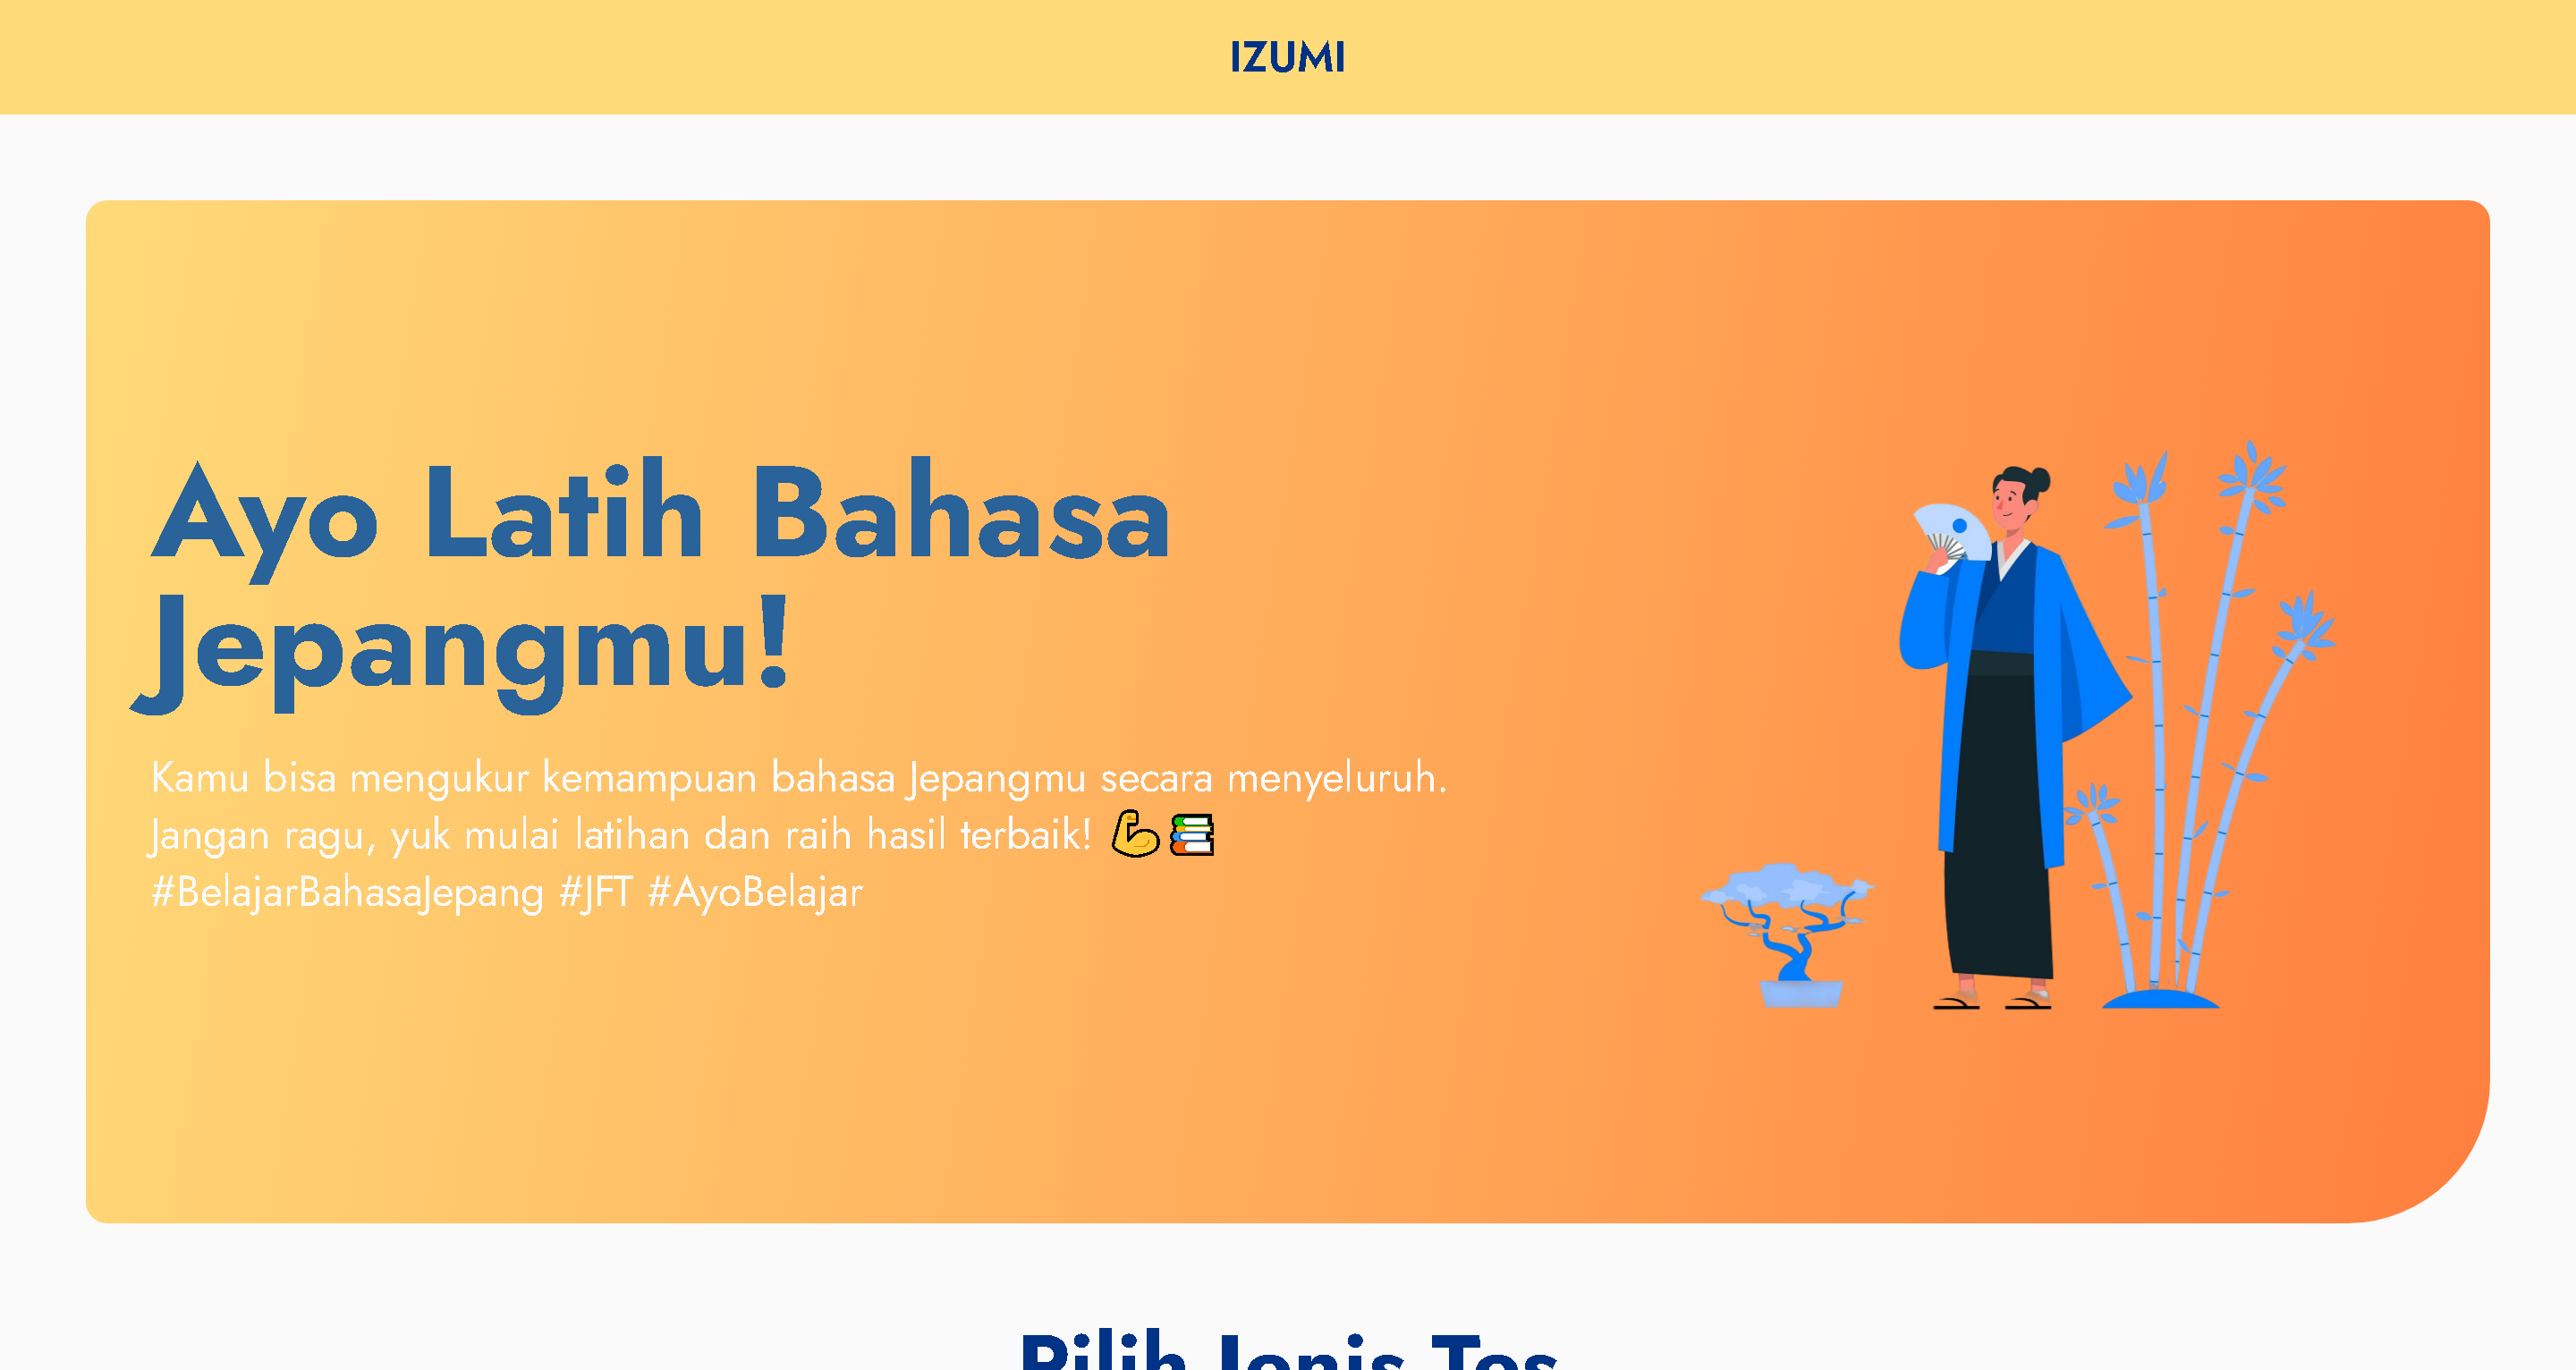 IZUMI
Ayo Latih Bahasa
Jepangmu!
Kamu bisa mengukur kemampuan bahasa Jepangmu secara menyeluruh.
Jangan ragu, yuk mulai latihan dan raih hasil terbaik! 💪📚
#BelajarBahasaJepang #JFT #AyoBelajar
Pilih Jenis Tes